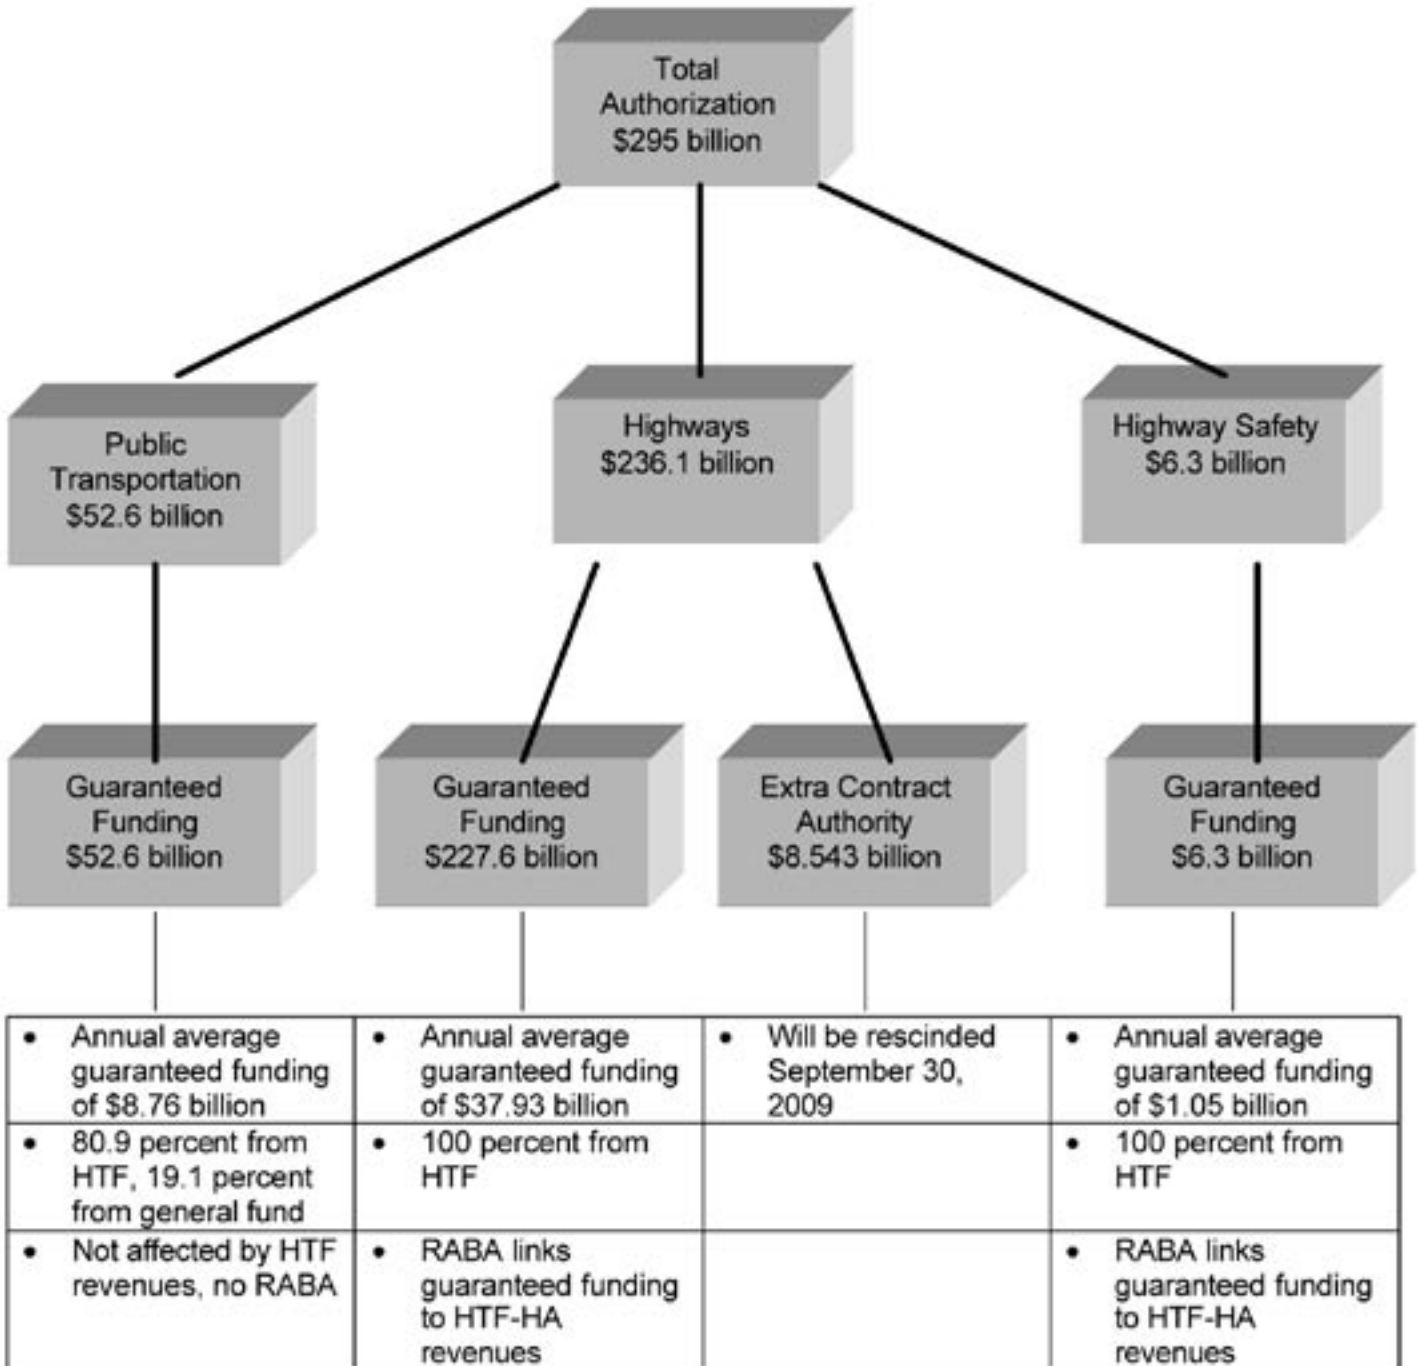 Total
Authorization
$295 billion
Public
Transportation
$52.6 billion
Highways
$236.1 billion
Highway Safety
$6.3 billion
Guaranteed
Funding
$52.6 billion
Guaranteed
Funding
$227.6 billion
Extra Contract
Authority
$8.543 billion
Guaranteed
Funding
$6.3 billion
• Annual average
guaranteed funding
of $8.76 billion
• Annual average
guaranteed funding
of $37.93 billion
• Will be rescinded
September 30,
2009
• Annual average
guaranteed funding
of $1.05 billion
• 80.9 percent from
HTF, 19.1 percent
from general fund
• 100 percent from
HTF
• 100 percent from
HTF
• Not affected by HTF
revenues, no RABA
• RABA links
guaranteed funding
to HTF-HA
revenues
• RABA links
guaranteed funding
to HTF-HA
revenues